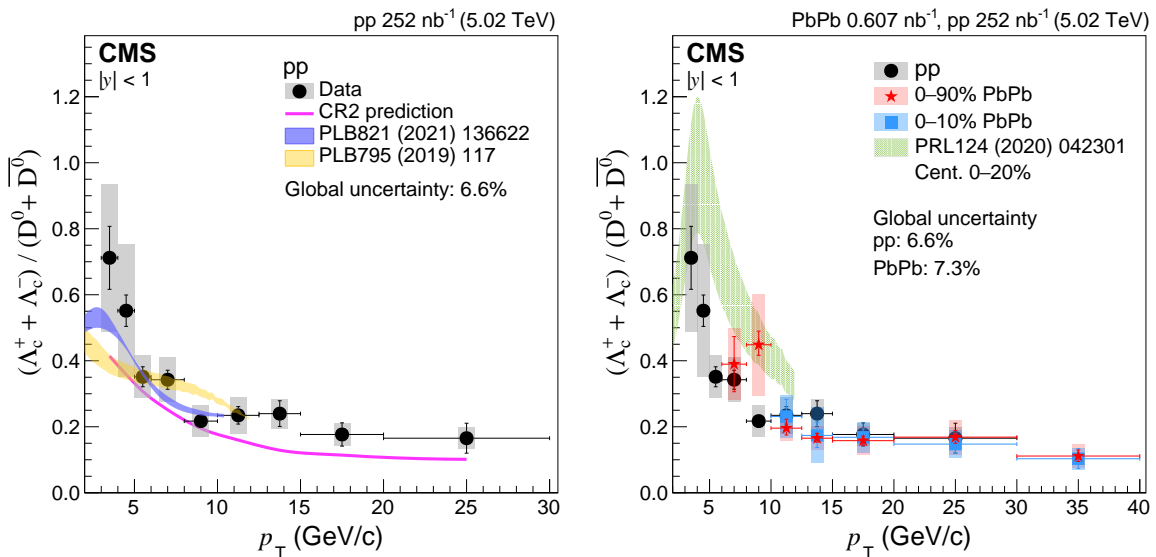 pp 252 nb⁻¹ (5.02 TeV)
CMS
|y| < 1
pp
Data
CR2 prediction
PLB821 (2021) 136622
PLB795 (2019) 117
Global uncertainty: 6.6%
(Λc⁺ + Λc⁻) / (D⁰ + D̅⁰)
1.2
1.0
0.8
0.6
0.4
0.2
0.0
5 10 15 20 25 30
pT (GeV/c)
PbPb 0.607 nb⁻¹, pp 252 nb⁻¹ (5.02 TeV)
CMS
|y| < 1
pp
0–90% PbPb
0–10% PbPb
PRL124 (2020) 042301
Cent. 0–20%
Global uncertainty
pp: 6.6%
PbPb: 7.3%
(Λc⁺ + Λc⁻) / (D⁰ + D̅⁰)
1.2
1.0
0.8
0.6
0.4
0.2
0.0
5 10 15 20 25 30 35 40
pT (GeV/c)